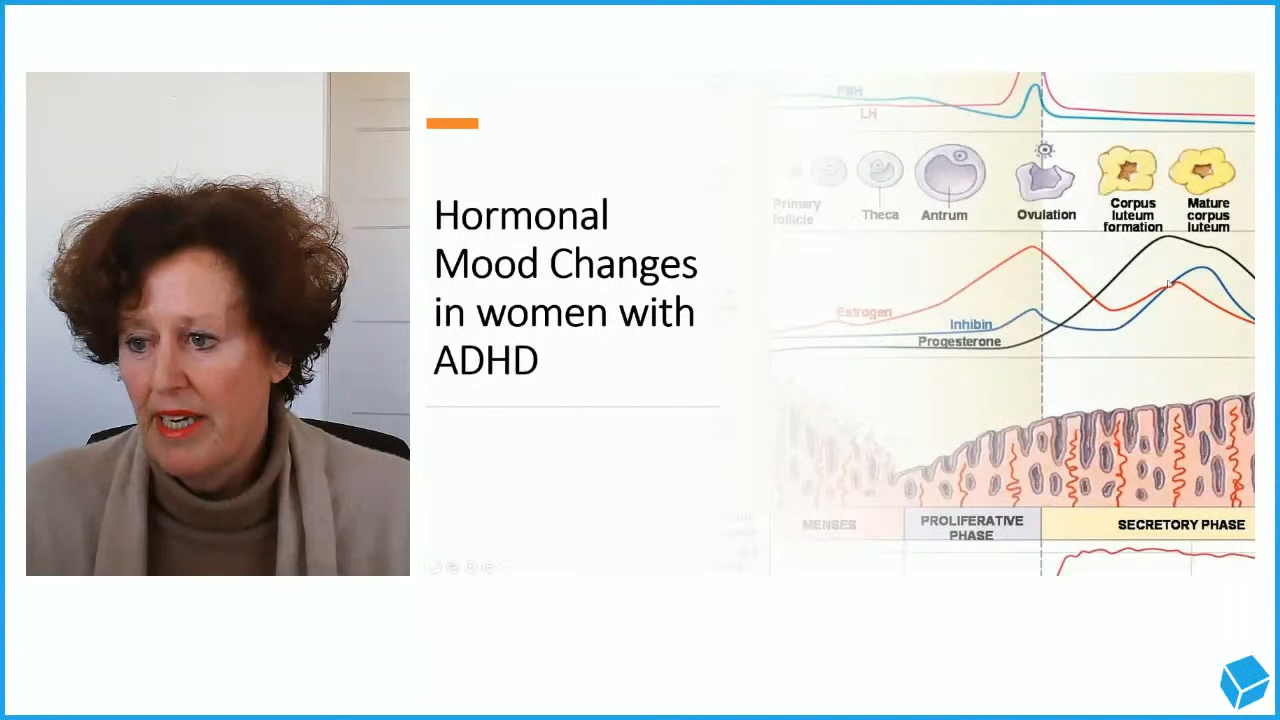 Hormonal
Mood Changes
in women with
ADHD
FSH
LH
Primary
follicle
Theca
Antrum
Ovulation
Corpus
luteum
formation
Mature
corpus
luteum
Estrogen
Inhibin
Progesterone
MENSES
PROLIFERATIVE
PHASE
SECRETORY PHASE